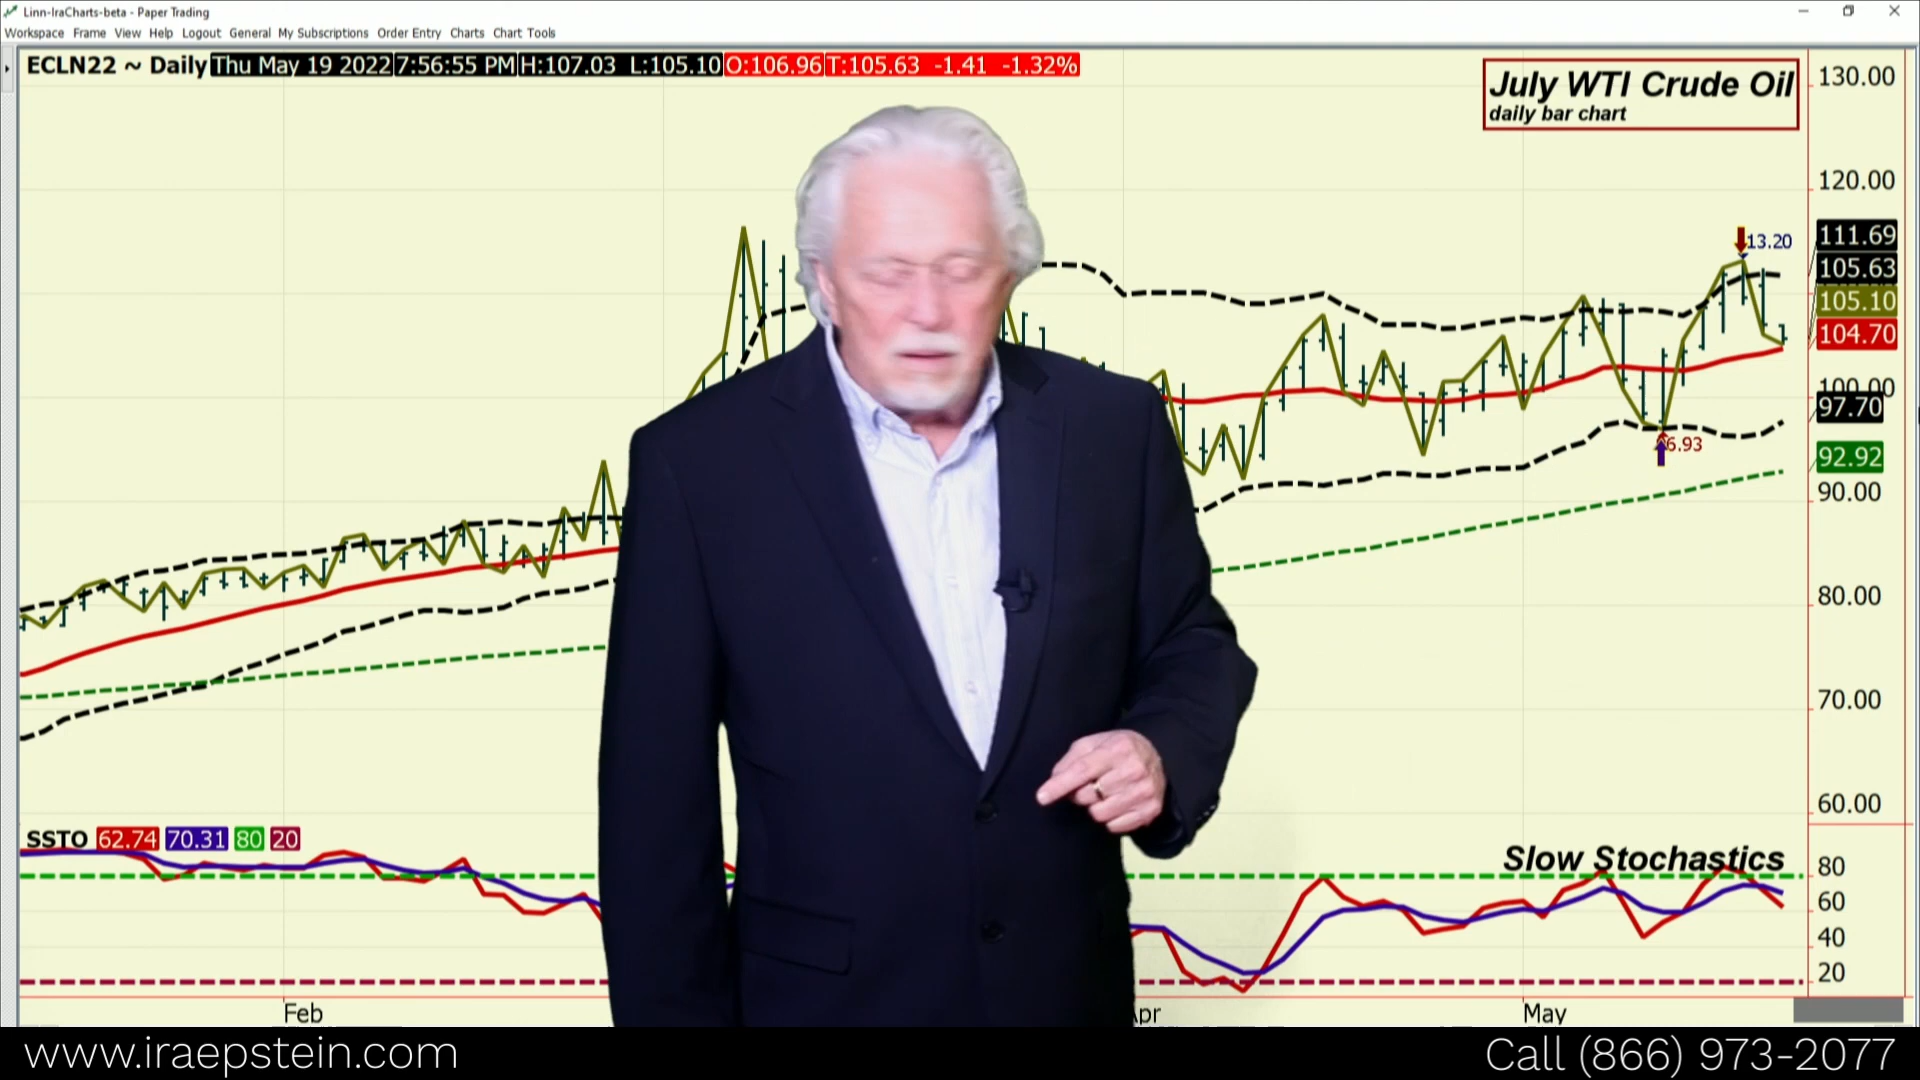 Linn-IraCharts-beta - Paper Trading
Workspace Frame View Help Logout General My Subscriptions Order Entry Charts Chart Tools
ECLN22 ~ Daily Thu May 19 2022 7:56:55 PM H:107.03 L:105.10 O:106.96 T:105.63 -1.41 -1.32%
July WTI Crude Oil
daily bar chart
130.00
120.00
13.20
111.69
105.63
105.10
104.70
100.00
97.70
6.93
92.92
90.00
80.00
70.00
60.00
SSTO 62.74 70.31 80 20
Slow Stochastics
80
60
40
20
Feb
Apr
May
www.iraepstein.com
Call (866) 973-2077